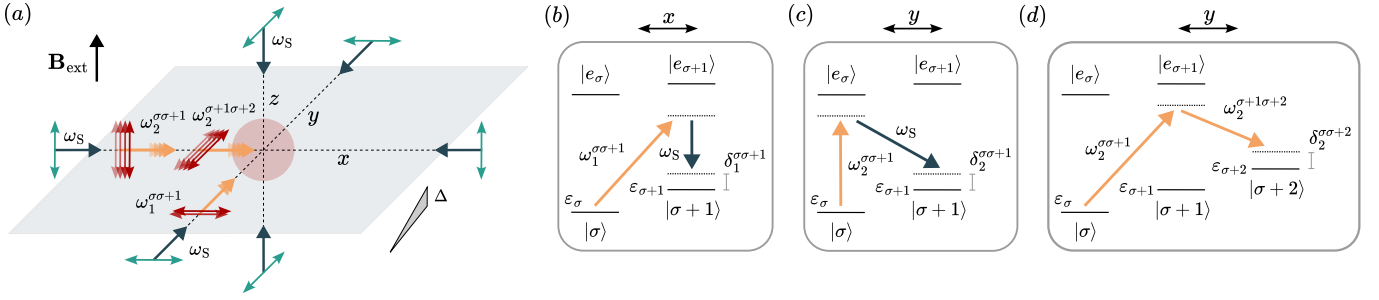 (a)
B_ext
ω_S
ω_S
ω_2^{σσ+1}
ω_2^{σ+1σ+2}
z
y
x
ω_1^{σσ+1}
Δ
ω_S
(b)
x
|e_σ⟩
|e_{σ+1}⟩
ω_1^{σσ+1}
ω_S
δ_1^{σσ+1}
ε_σ
ε_{σ+1}
|σ⟩
|σ + 1⟩
(c)
y
|e_σ⟩
|e_{σ+1}⟩
ω_S
ω_2^{σσ+1}
δ_2^{σσ+1}
ε_σ
ε_{σ+1}
|σ⟩
|σ + 1⟩
(d)
y
|e_σ⟩
|e_{σ+1}⟩
ω_2^{σ+1σ+2}
ω_2^{σσ+1}
δ_2^{σσ+2}
ε_σ
ε_{σ+1}
ε_{σ+2}
|σ⟩
|σ + 1⟩
|σ + 2⟩